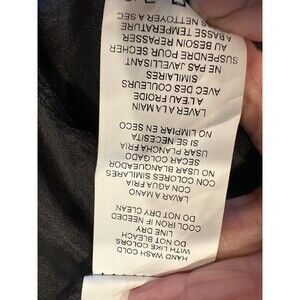 HAND WASH COLD
WITH LIKE COLORS
DO NOT BLEACH
LINE DRY
COOL IRON IF NEEDED
DO NOT DRY CLEAN
LAVAR A MANO
CON AGUA FRIA
CON COLORES SIMILARES
NO BLANQUEADOR
SECAR COLGADO
USAR PLANCHA FRIA
SI SE NECESITA
NO LIMPIAR EN SECO
LAVER A LA MAIN
A L'EAU FROIDE
AVEC DES COULEURS
SIMILAIRES
NE PAS JAVELLISANT
SUSPENDRE POUR SECHER
AU BESOIN REPASSER
A BASSE TEMPERATURE
NETTOYER A SEC